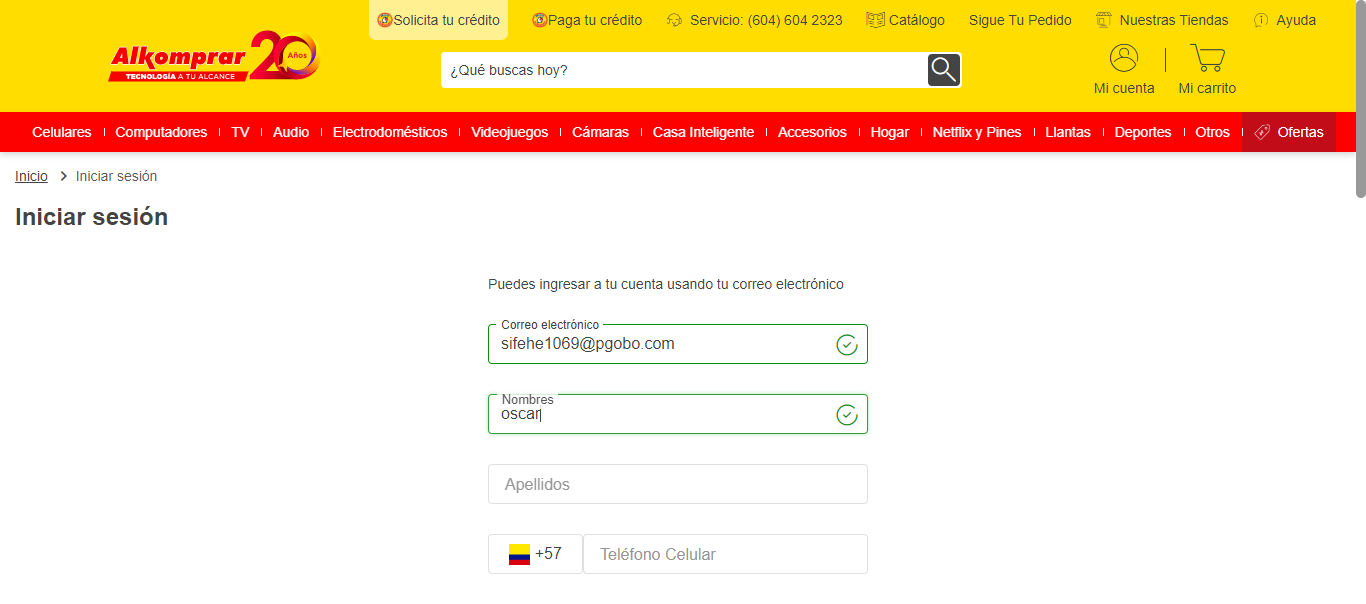 Solicita tu crédito Paga tu crédito Servicio: (604) 604 2323 Catálogo Sigue Tu Pedido Nuestras Tiendas Ayuda
Alkomprar 20 Años
TECNOLOGÍA A TU ALCANCE
¿Qué buscas hoy?
Mi cuenta Mi carrito
Celulares Computadores TV Audio Electrodomésticos Videojuegos Cámaras Casa Inteligente Accesorios Hogar Netflix y Pines Llantas Deportes Otros Ofertas
Inicio > Iniciar sesión
Iniciar sesión
Puedes ingresar a tu cuenta usando tu correo electrónico
Correo electrónico
sifehe1069@pgobo.com
Nombres
oscar
Apellidos
+57 Teléfono Celular